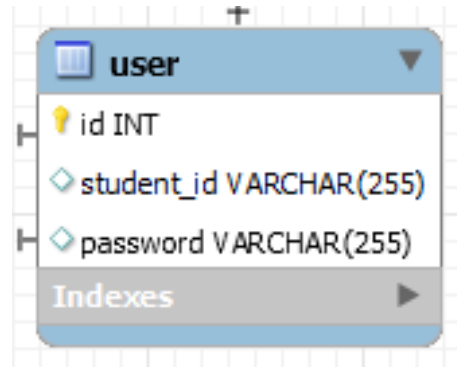 user
id INT
student_id VARCHAR(255)
password VARCHAR(255)
Indexes